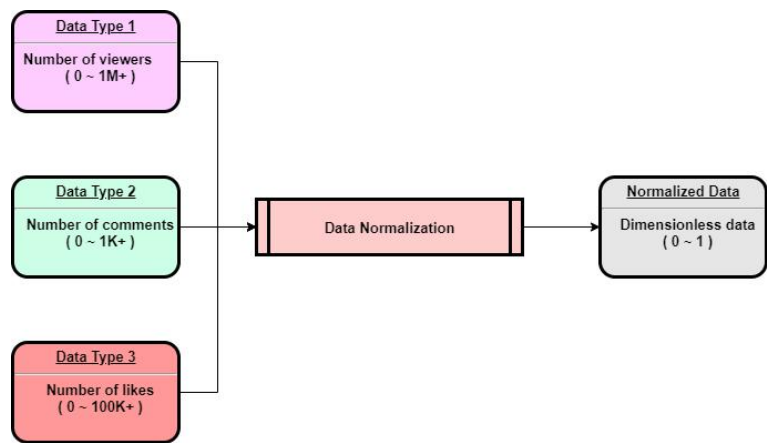 Data Type 1
Number of viewers
( 0 ~ 1M+ )
Data Type 2
Number of comments
( 0 ~ 1K+ )
Data Type 3
Number of likes
( 0 ~ 100K+ )
Data Normalization
Normalized Data
Dimensionless data
( 0 ~ 1 )